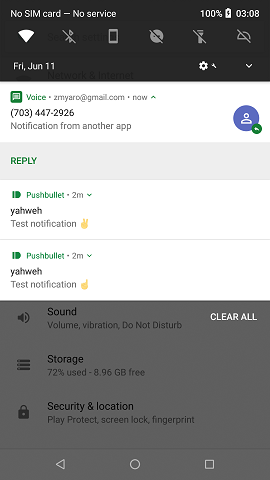 No SIM card — No service 100% 03:08
Fri, Jun 11
Voice • zmyaro@gmail.com • now
(703) 447-2926
Notification from another app
REPLY
Pushbullet • 2m
yahweh
Test notification ✌
Pushbullet • 2m
yahweh
Test notification ☝
CLEAR ALL
Sound
Volume, vibration, Do Not Disturb
Storage
72% used - 8.96 GB free
Security & location
Play Protect, screen lock, fingerprint